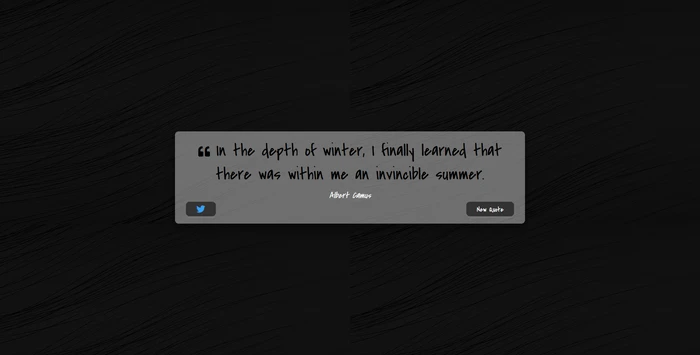 In the depth of winter, I finally learned that
there was within me an invincible summer.
Albert Camus
New Quote